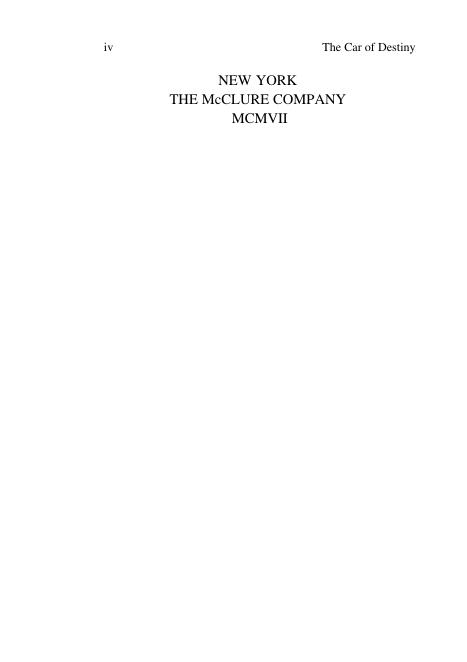 iv The Car of Destiny
NEW YORK
THE McCLURE COMPANY
MCMVII